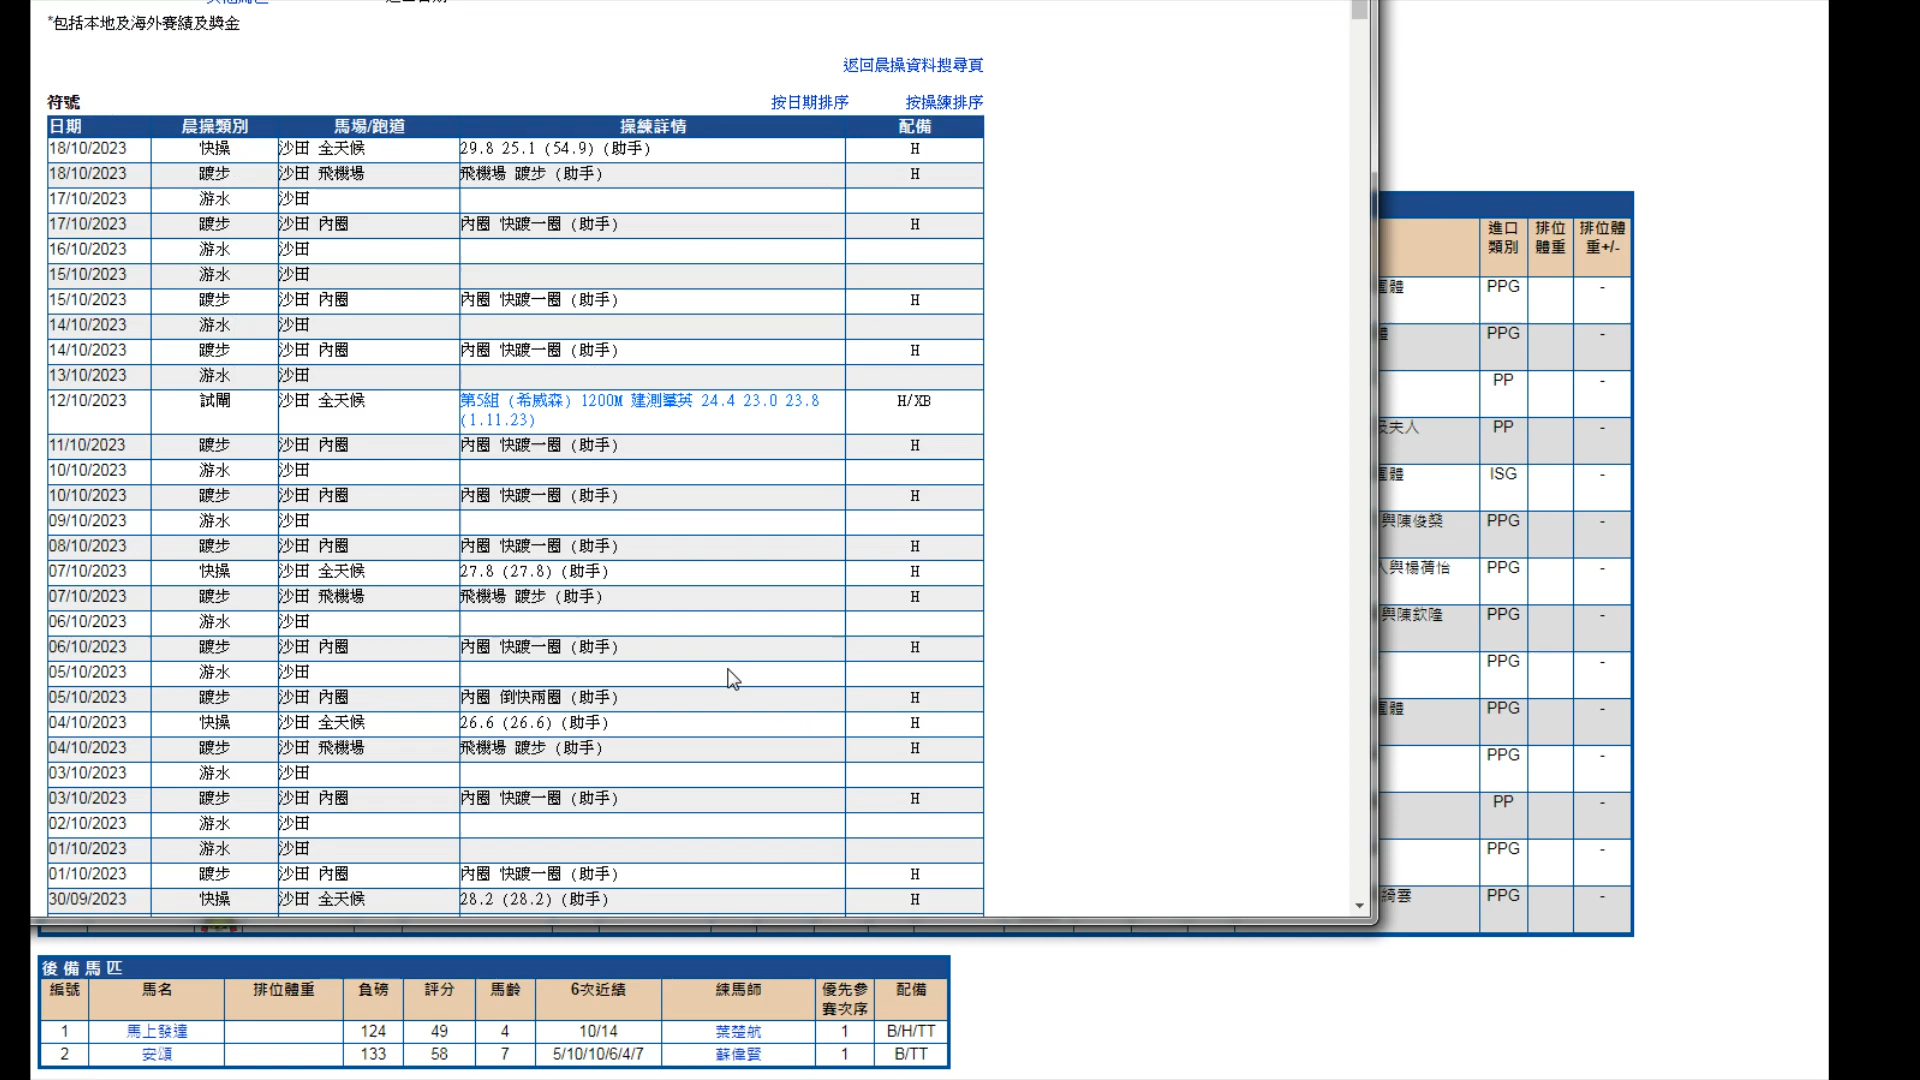 *包括本地及海外賽績及獎金
返回晨操資料搜尋頁
符號 按日期排序 按操練排序
日期 晨操類別 馬場/跑道 操練詳情 配備
18/10/2023 快操 沙田 全天候 29.8 25.1 (54.9) (助手) H
18/10/2023 踱步 沙田 飛機場 飛機場 踱步 (助手) H
17/10/2023 游水 沙田
17/10/2023 踱步 沙田 內圈 內圈 快踱一圈 (助手) H
16/10/2023 游水 沙田
15/10/2023 游水 沙田
15/10/2023 踱步 沙田 內圈 內圈 快踱一圈 (助手) H
14/10/2023 游水 沙田
14/10/2023 踱步 沙田 內圈 內圈 快踱一圈 (助手) H
13/10/2023 游水 沙田
12/10/2023 試閘 沙田 全天候 第5組 (希威森) 1200M 建測羣英 24.4 23.0 23.8 H/XB
(1.11.23)
11/10/2023 踱步 沙田 內圈 內圈 快踱一圈 (助手) H
10/10/2023 游水 沙田
10/10/2023 踱步 沙田 內圈 內圈 快踱一圈 (助手) H
09/10/2023 游水 沙田
08/10/2023 踱步 沙田 內圈 內圈 快踱一圈 (助手) H
07/10/2023 快操 沙田 全天候 27.8 (27.8) (助手) H
07/10/2023 踱步 沙田 飛機場 飛機場 踱步 (助手) H
06/10/2023 游水 沙田
06/10/2023 踱步 沙田 內圈 內圈 快踱一圈 (助手) H
05/10/2023 游水 沙田
05/10/2023 踱步 沙田 內圈 內圈 倒快兩圈 (助手) H
04/10/2023 快操 沙田 全天候 26.6 (26.6) (助手) H
04/10/2023 踱步 沙田 飛機場 飛機場 踱步 (助手) H
03/10/2023 游水 沙田
03/10/2023 踱步 沙田 內圈 內圈 快踱一圈 (助手) H
02/10/2023 游水 沙田
01/10/2023 游水 沙田
01/10/2023 踱步 沙田 內圈 內圈 快踱一圈 (助手) H
30/09/2023 快操 沙田 全天候 28.2 (28.2) (助手) H
進口 排位 排位體
類別 體重 重+/-
團體 PPG -
體 PPG -
PP -
及夫人 PP -
團體 ISG -
與陳俊燊 PPG -
人與楊蕎怡 PPG -
與陳欽隆 PPG -
PPG -
團體 PPG -
PPG -
PP -
PPG -
綺雲 PPG -
後備馬匹
編號 馬名 排位體重 負磅 評分 馬齡 6次近績 練馬師 優先參 配備
賽次序
1 馬上發達 124 49 4 10/14 葉楚航 1 B/H/TT
2 安頌 133 58 7 5/10/10/6/4/7 蘇偉賢 1 B/TT